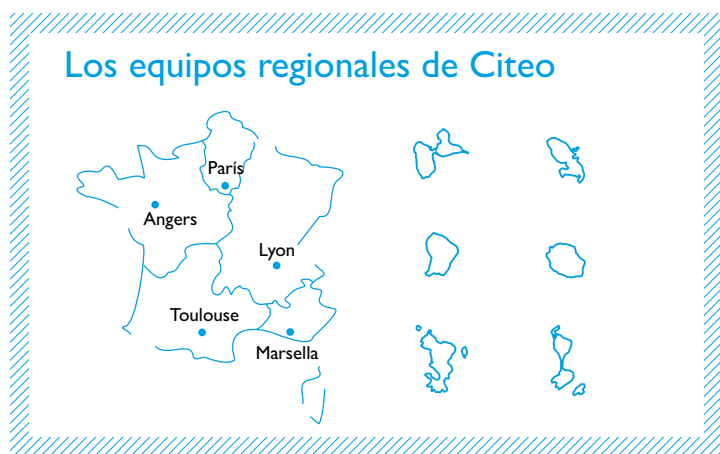 Los equipos regionales de Citeo
París
Angers
Lyon
Toulouse
Marsella